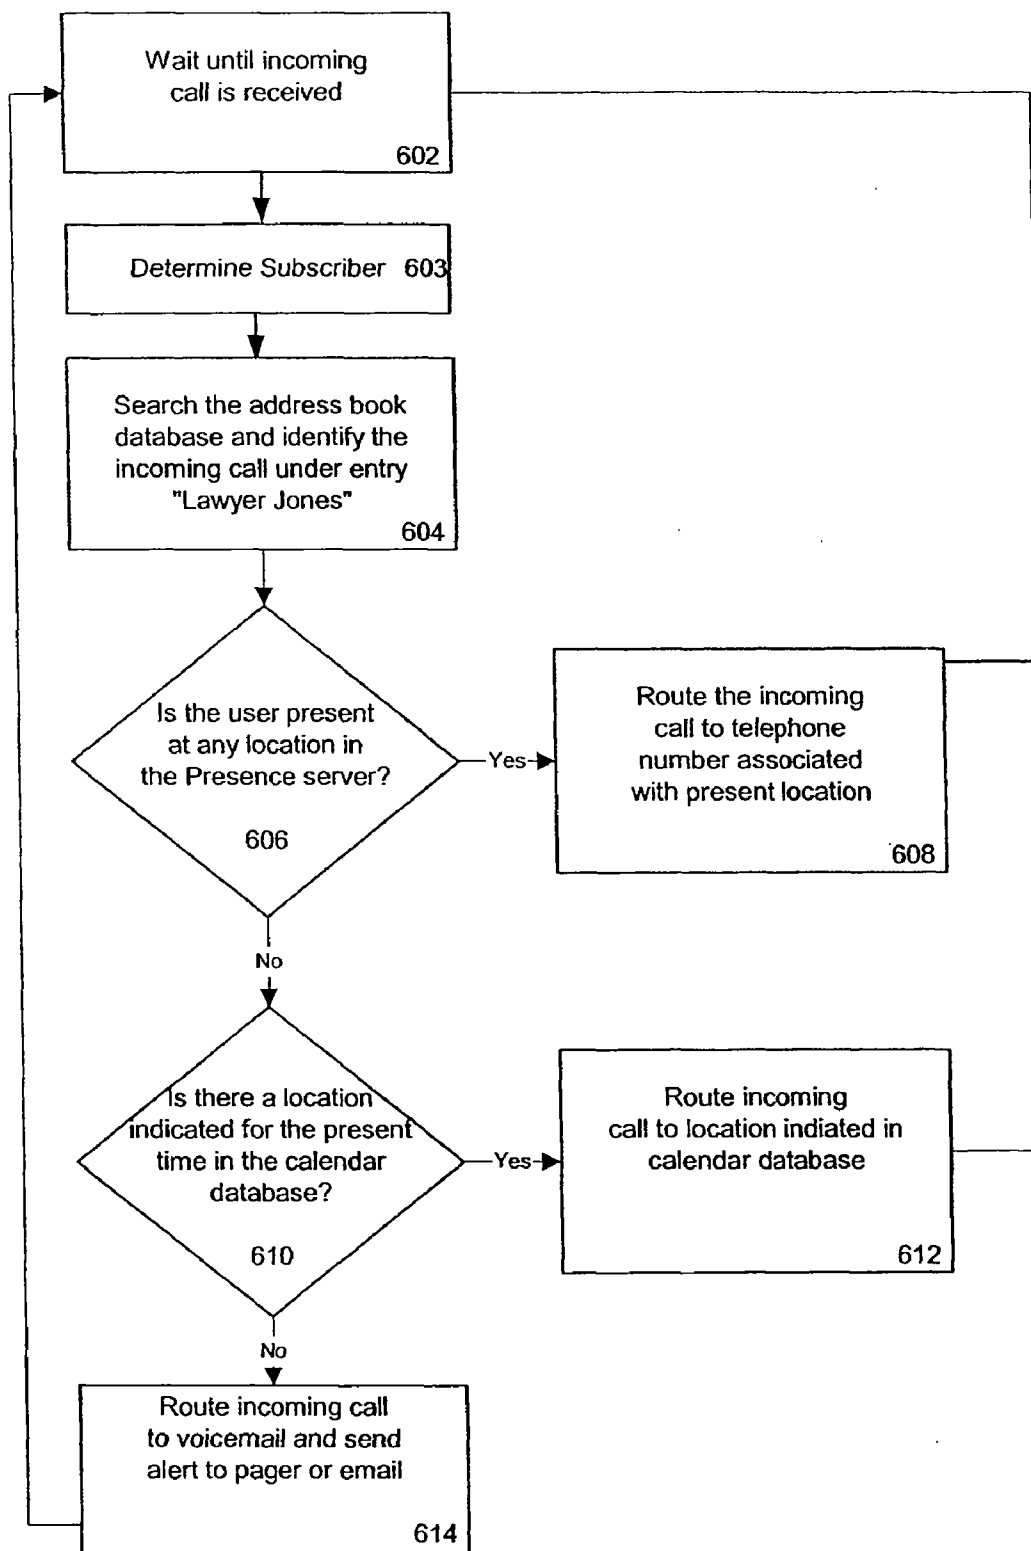 Wait until incoming
call is received
602
Determine Subscriber 603
Search the address book
database and identify the
incoming call under entry
"Lawyer Jones"
604
Is the user present
at any location in
the Presence server?
606
Yes
Route the incoming
call to telephone
number associated
with present location
608
No
Is there a location
indicated for the present
time in the calendar
database?
610
Yes
Route incoming
call to location indiated in
calendar database
612
No
Route incoming call
to voicemail and send
alert to pager or email
614